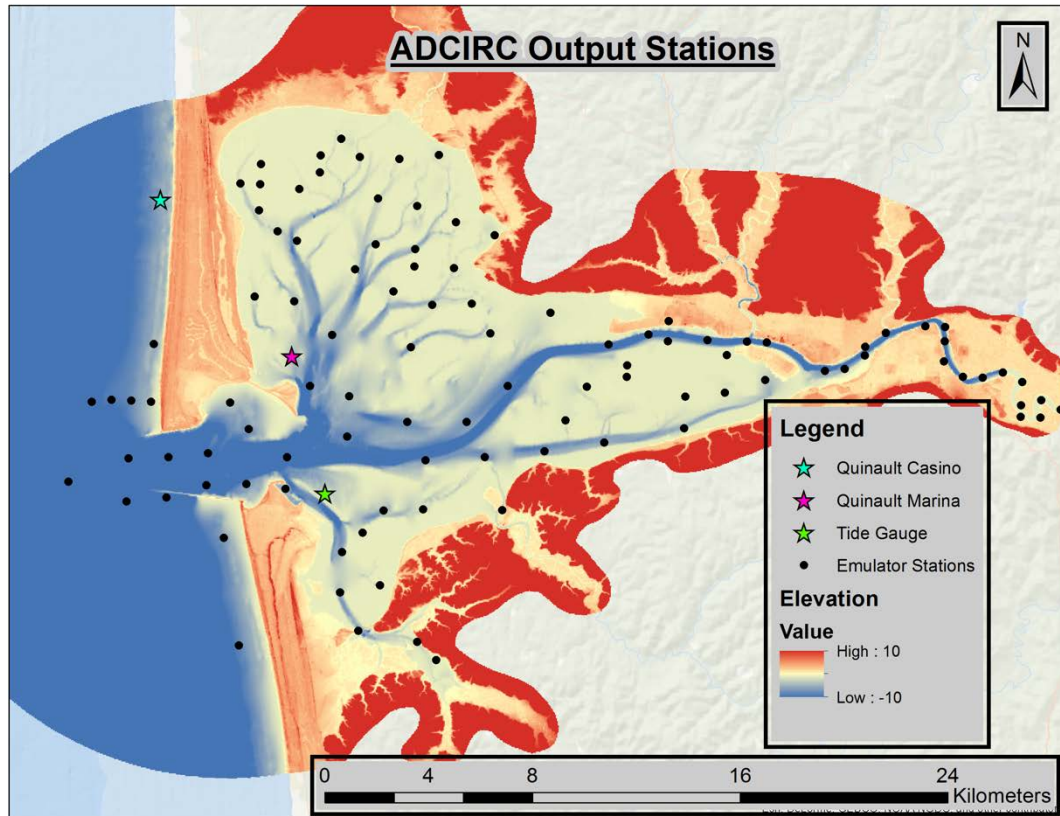 ADCIRC Output Stations
N
Legend
Quinault Casino
Quinault Marina
Tide Gauge
Emulator Stations
Elevation
Value
High : 10
Low : -10
0 4 8 16 24
Kilometers